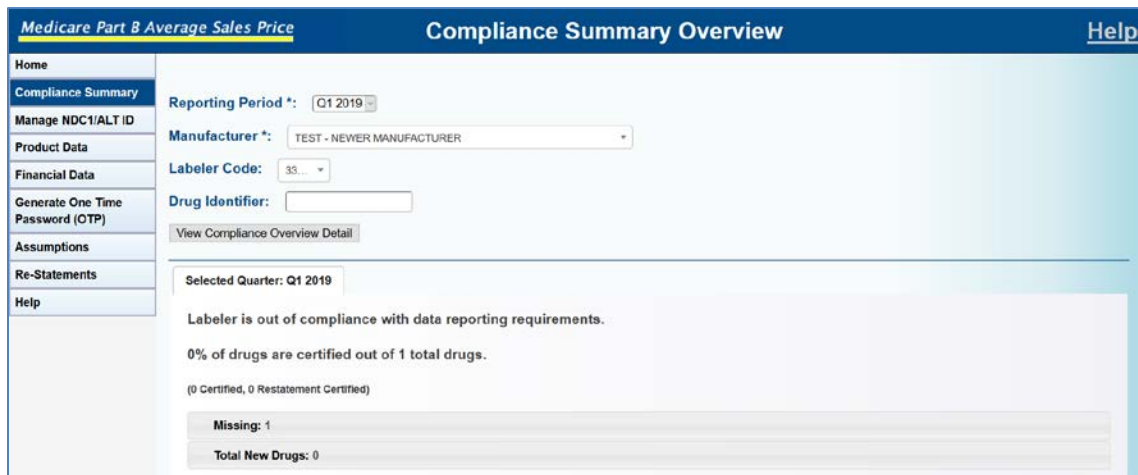 Medicare Part B Average Sales Price
Compliance Summary Overview
Help
Home
Compliance Summary
Manage NDC1/ALT ID
Product Data
Financial Data
Generate One Time
Password (OTP)
Assumptions
Re-Statements
Help
Reporting Period *: Q1 2019
Manufacturer *: TEST - NEWER MANUFACTURER
Labeler Code: 33...
Drug Identifier:
View Compliance Overview Detail
Selected Quarter: Q1 2019
Labeler is out of compliance with data reporting requirements.
0% of drugs are certified out of 1 total drugs.
(0 Certified, 0 Restatement Certified)
Missing: 1
Total New Drugs: 0